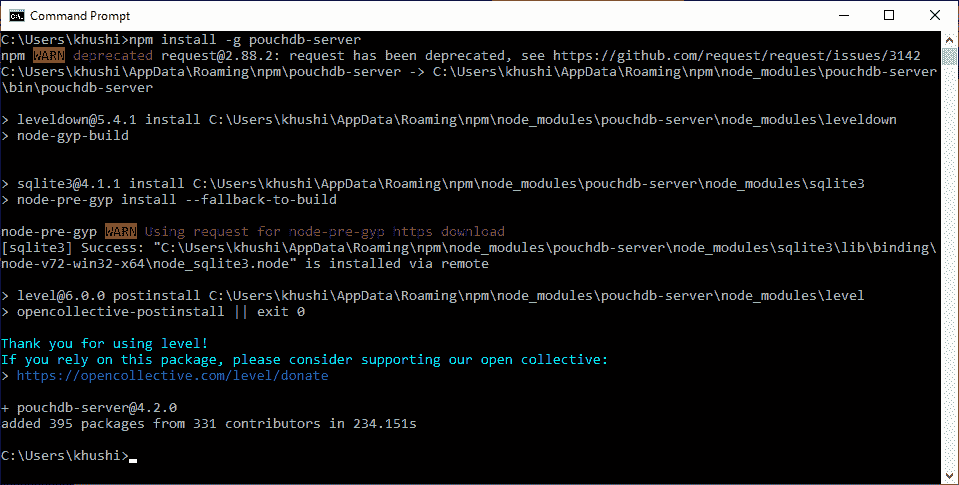 Command Prompt
C:\Users\khushi>npm install -g pouchdb-server
npm WARN deprecated request@2.88.2: request has been deprecated, see https://github.com/request/request/issues/3142
C:\Users\khushi\AppData\Roaming\npm\pouchdb-server -> C:\Users\khushi\AppData\Roaming\npm\node_modules\pouchdb-server
\bin\pouchdb-server
> leveldown@5.4.1 install C:\Users\khushi\AppData\Roaming\npm\node_modules\pouchdb-server\node_modules\leveldown
> node-gyp-build
> sqlite3@4.1.1 install C:\Users\khushi\AppData\Roaming\npm\node_modules\pouchdb-server\node_modules\sqlite3
> node-pre-gyp install --fallback-to-build
node-pre-gyp WARN Using request for node-pre-gyp https download
[sqlite3] Success: "C:\Users\khushi\AppData\Roaming\npm\node_modules\pouchdb-server\node_modules\sqlite3\lib\binding\
node-v72-win32-x64\node_sqlite3.node" is installed via remote
> level@6.0.0 postinstall C:\Users\khushi\AppData\Roaming\npm\node_modules\pouchdb-server\node_modules\level
> opencollective-postinstall || exit 0
Thank you for using level!
If you rely on this package, please consider supporting our open collective:
> https://opencollective.com/level/donate
+ pouchdb-server@4.2.0
added 395 packages from 331 contributors in 234.151s
C:\Users\khushi>